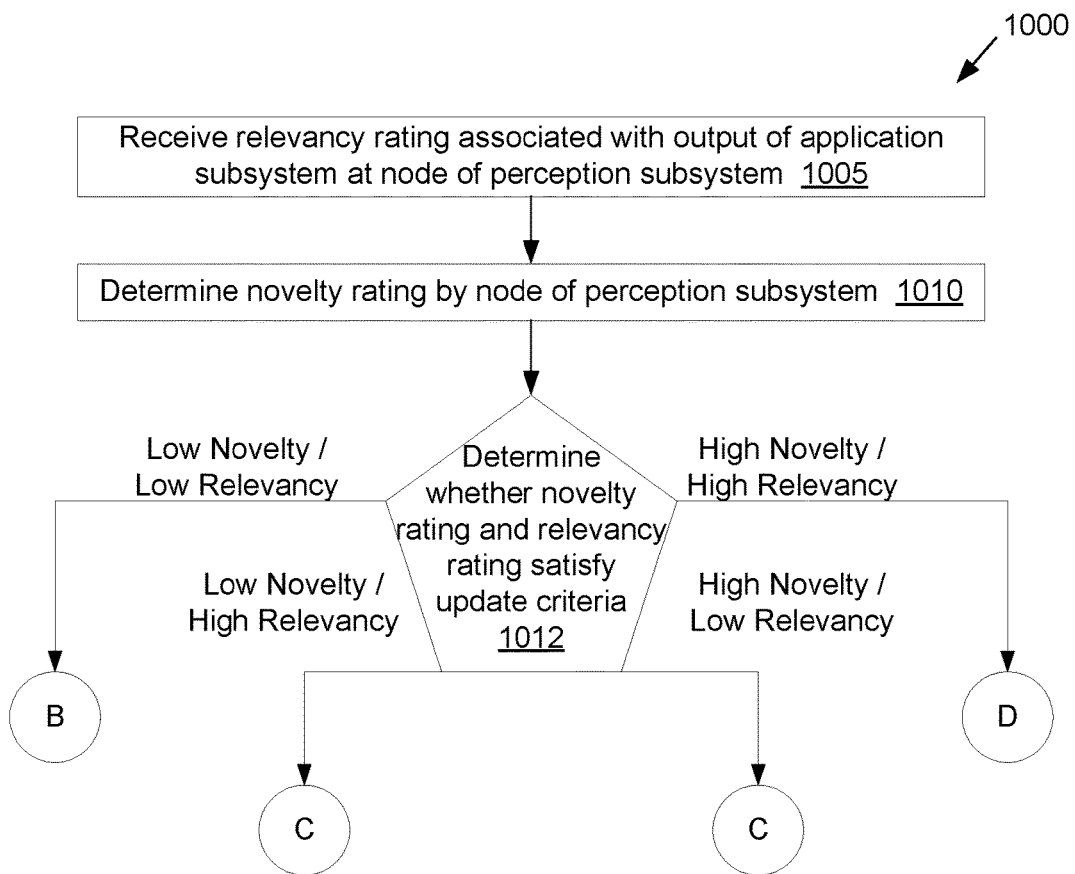 1000
Receive relevancy rating associated with output of application
subsystem at node of perception subsystem 1005
Determine novelty rating by node of perception subsystem 1010
Low Novelty /
Low Relevancy
High Novelty /
High Relevancy
Determine
whether novelty
rating and relevancy
rating satisfy
update criteria
1012
Low Novelty /
High Relevancy
High Novelty /
Low Relevancy
B
D
C
C